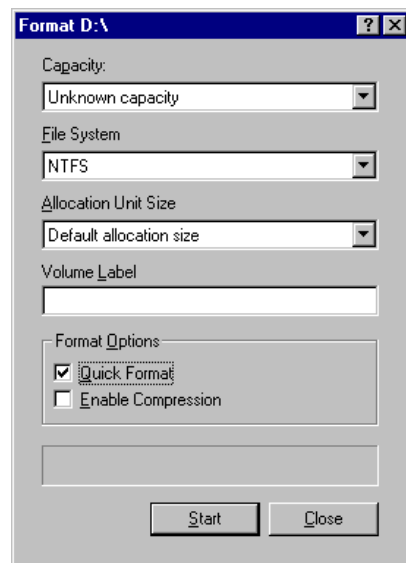 Format D:\
Capacity:
Unknown capacity
File System
NTFS
Allocation Unit Size
Default allocation size
Volume Label
Format Options
Quick Format
Enable Compression
Start Close